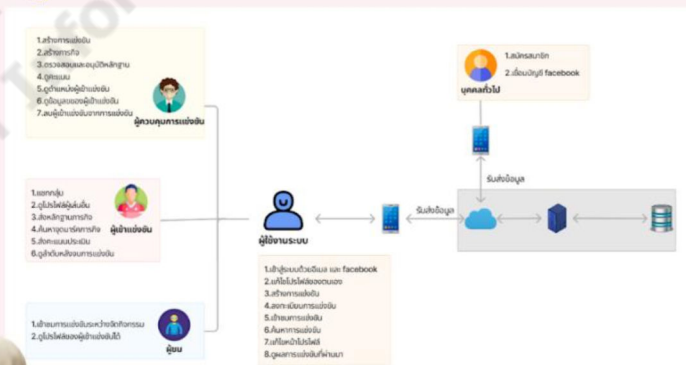 1.สร้างการแข่งขัน
2.สร้างภารกิจ
3.ตรวจสอบและอนุมัติหลักฐาน
4.ดูคะแนน
5.ดูตำแหน่งผู้เข้าแข่งขัน
6.ดูข้อมูลของผู้เข้าแข่งขัน
7.ลบผู้เข้าแข่งขันจากการแข่งขัน
ผู้ควบคุมการแข่งขัน
1.สมัครสมาชิก
2.เชื่อมบัญชี facebook
บุคคลทั่วไป
รับส่งข้อมูล
1.แยกกลุ่ม
2.ดูโปรไฟล์ผู้เล่นอื่น
3.ส่งหลักฐานภารกิจ
4.ค้นหาจุดมาร์คภารกิจ
5.ส่งคะแนนประเมิน
6.ดูลำดับหลังจบการแข่งขัน
ผู้เข้าแข่งขัน
ผู้ใช้งานระบบ
รับส่งข้อมูล
1.เข้าสู่ระบบด้วยอีเมล และ facebook
2.แก้ไขโปรไฟล์ของตนเอง
3.สร้างการแข่งขัน
4.ลงทะเบียนการแข่งขัน
5.เข้าชมการแข่งขัน
6.ค้นหาการแข่งขัน
7.แก้ไขหน้าโปรไฟล์
8.ดูผลการแข่งขันที่ผ่านมา
1.เข้าชมการแข่งขันระหว่างจัดกิจกรรม
2.ดูโปรไฟล์ของผู้เข้าแข่งขันได้
ผู้ชม